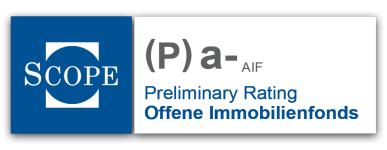 SCOPE
(P) a- AIF
Preliminary Rating
Offene Immobilienfonds